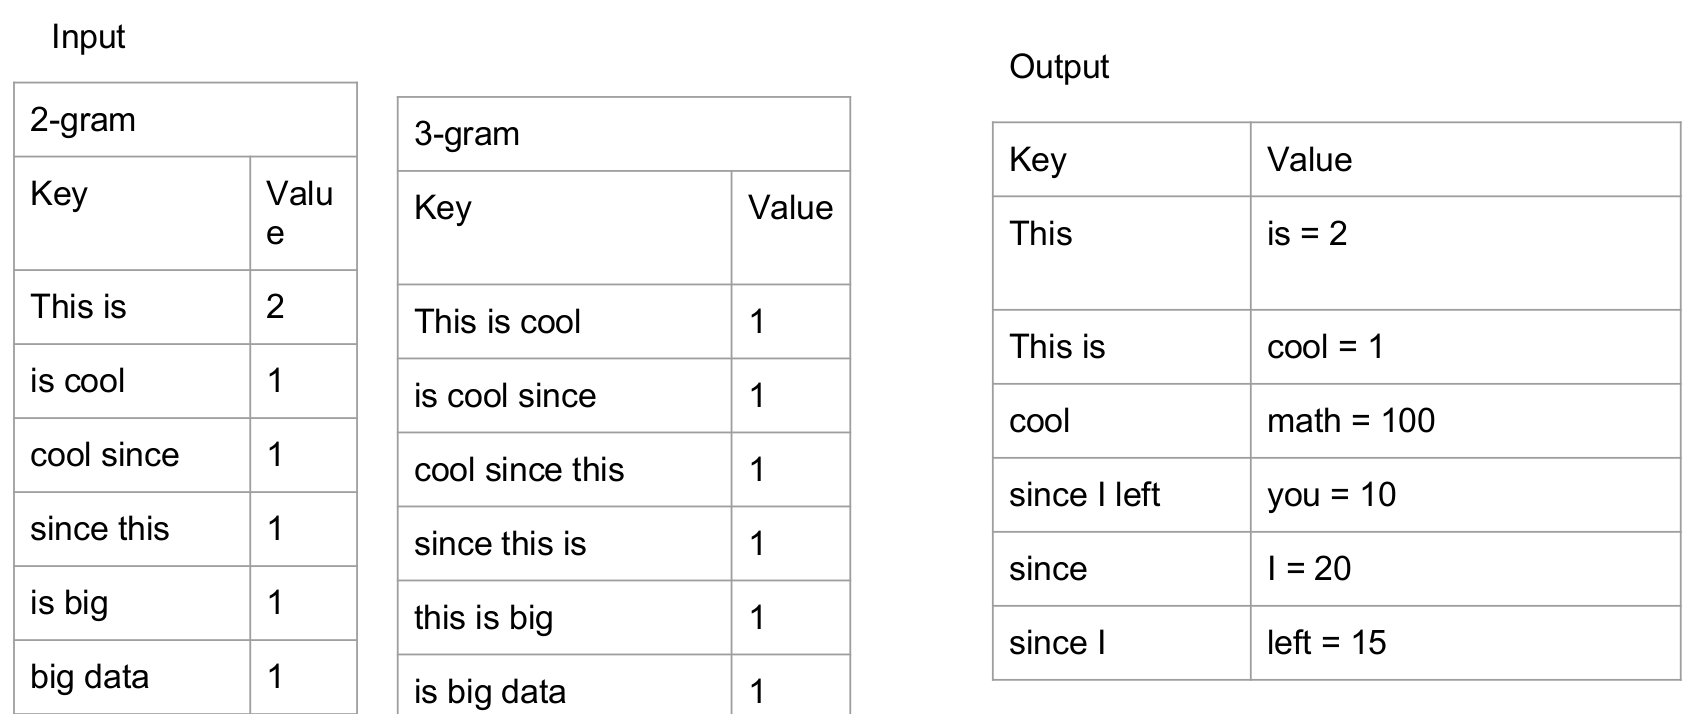 Input
2-gram
Key
Valu
e
This is
2
is cool
1
cool since
1
since this
1
is big
1
big data
1
3-gram
Key
Value
This is cool
1
is cool since
1
cool since this
1
since this is
1
this is big
1
is big data
1
Output
Key
Value
This
is = 2
This is
cool = 1
cool
math = 100
since I left
you = 10
since
I = 20
since I
left = 15